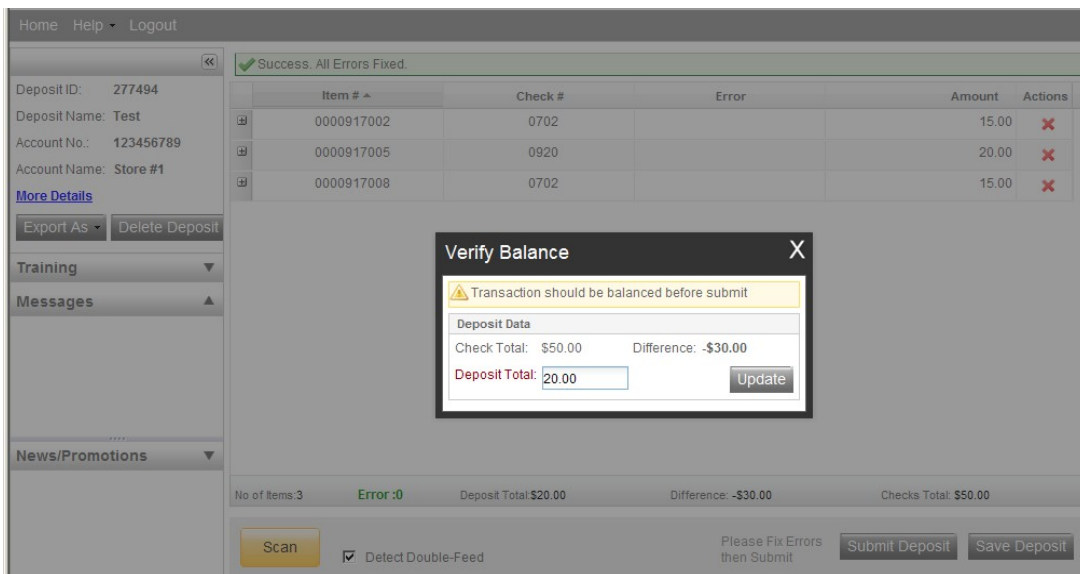 Home Help Logout
Success. All Errors Fixed.
Deposit ID: 277494
Deposit Name: Test
Account No.: 123456789
Account Name: Store #1
More Details
Export As Delete Deposit
Training
Messages
News/Promotions
Item # Check # Error Amount Actions
0000917002 0702 15.00
0000917005 0920 20.00
0000917008 0702 15.00
Verify Balance X
Transaction should be balanced before submit
Deposit Data
Check Total: $50.00 Difference: -$30.00
Deposit Total: 20.00 Update
No of Items:3 Error :0 Deposit Total:$20.00 Difference: -$30.00 Checks Total: $50.00
Scan Detect Double-Feed
Please Fix Errors
then Submit
Submit Deposit Save Deposit